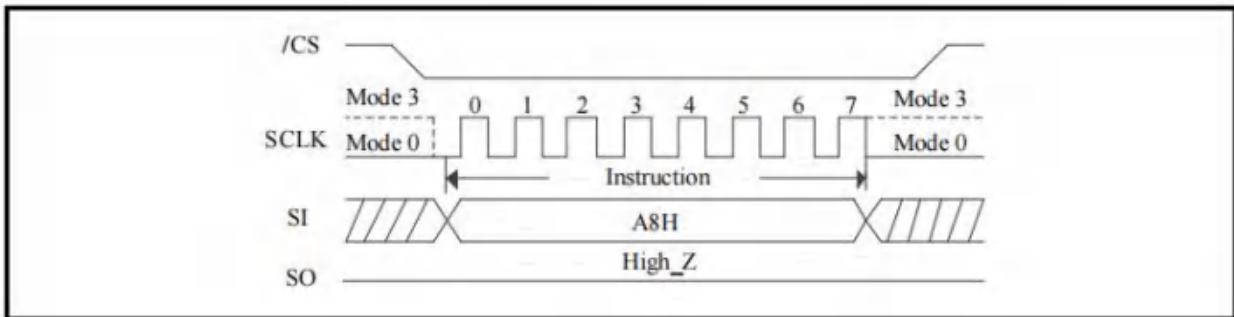 /CS
Mode 3 0 1 2 3 4 5 6 7 Mode 3
SCLK Mode 0 Mode 0
Instruction
SI A8H
High_Z
SO